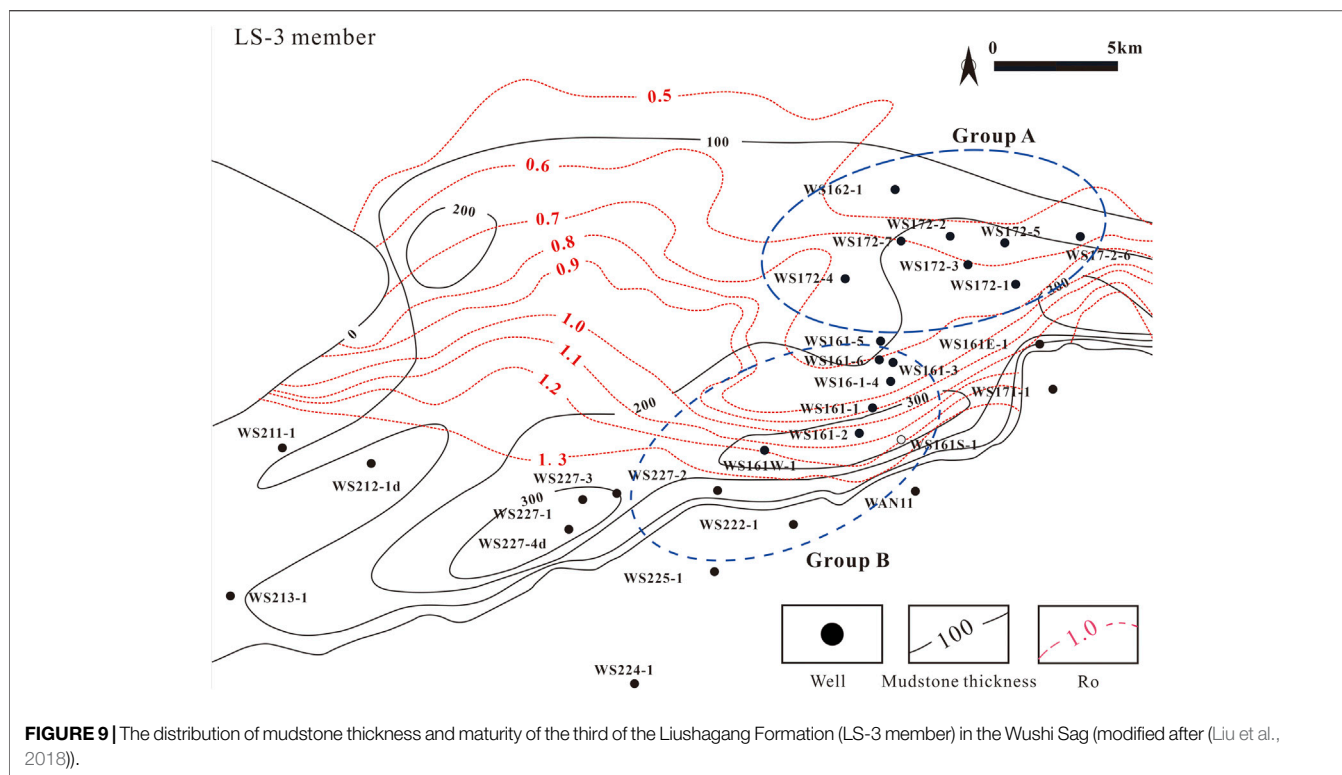 LS-3 member
0 5km
0.5
100
Group A
0.6
WS162-1
200
0.7
WS172-2
WS172-5
WS172-7
WS17-2-6
0.8
WS172-3
0.9
WS172-4
WS172-1
200
1.0
0
WS161-5
WS161E-1
1.1
WS161-6
WS161-3
1.2
WS16-1-4
WS171-1
200
WS161-1
300
WS211-1
WS161-2
WS161S-1
1.3
WS227-3
WS227-2
WS161W-1
WS212-1d
300
WS227-1
WAN11
WS222-1
WS227-4d
Group B
WS225-1
WS213-1
100
1.0
WS224-1
Well
Mudstone thickness
Ro
FIGURE 9 | The distribution of mudstone thickness and maturity of the third of the Liushagang Formation (LS-3 member) in the Wushi Sag (modified after (Liu et al.,
2018)).